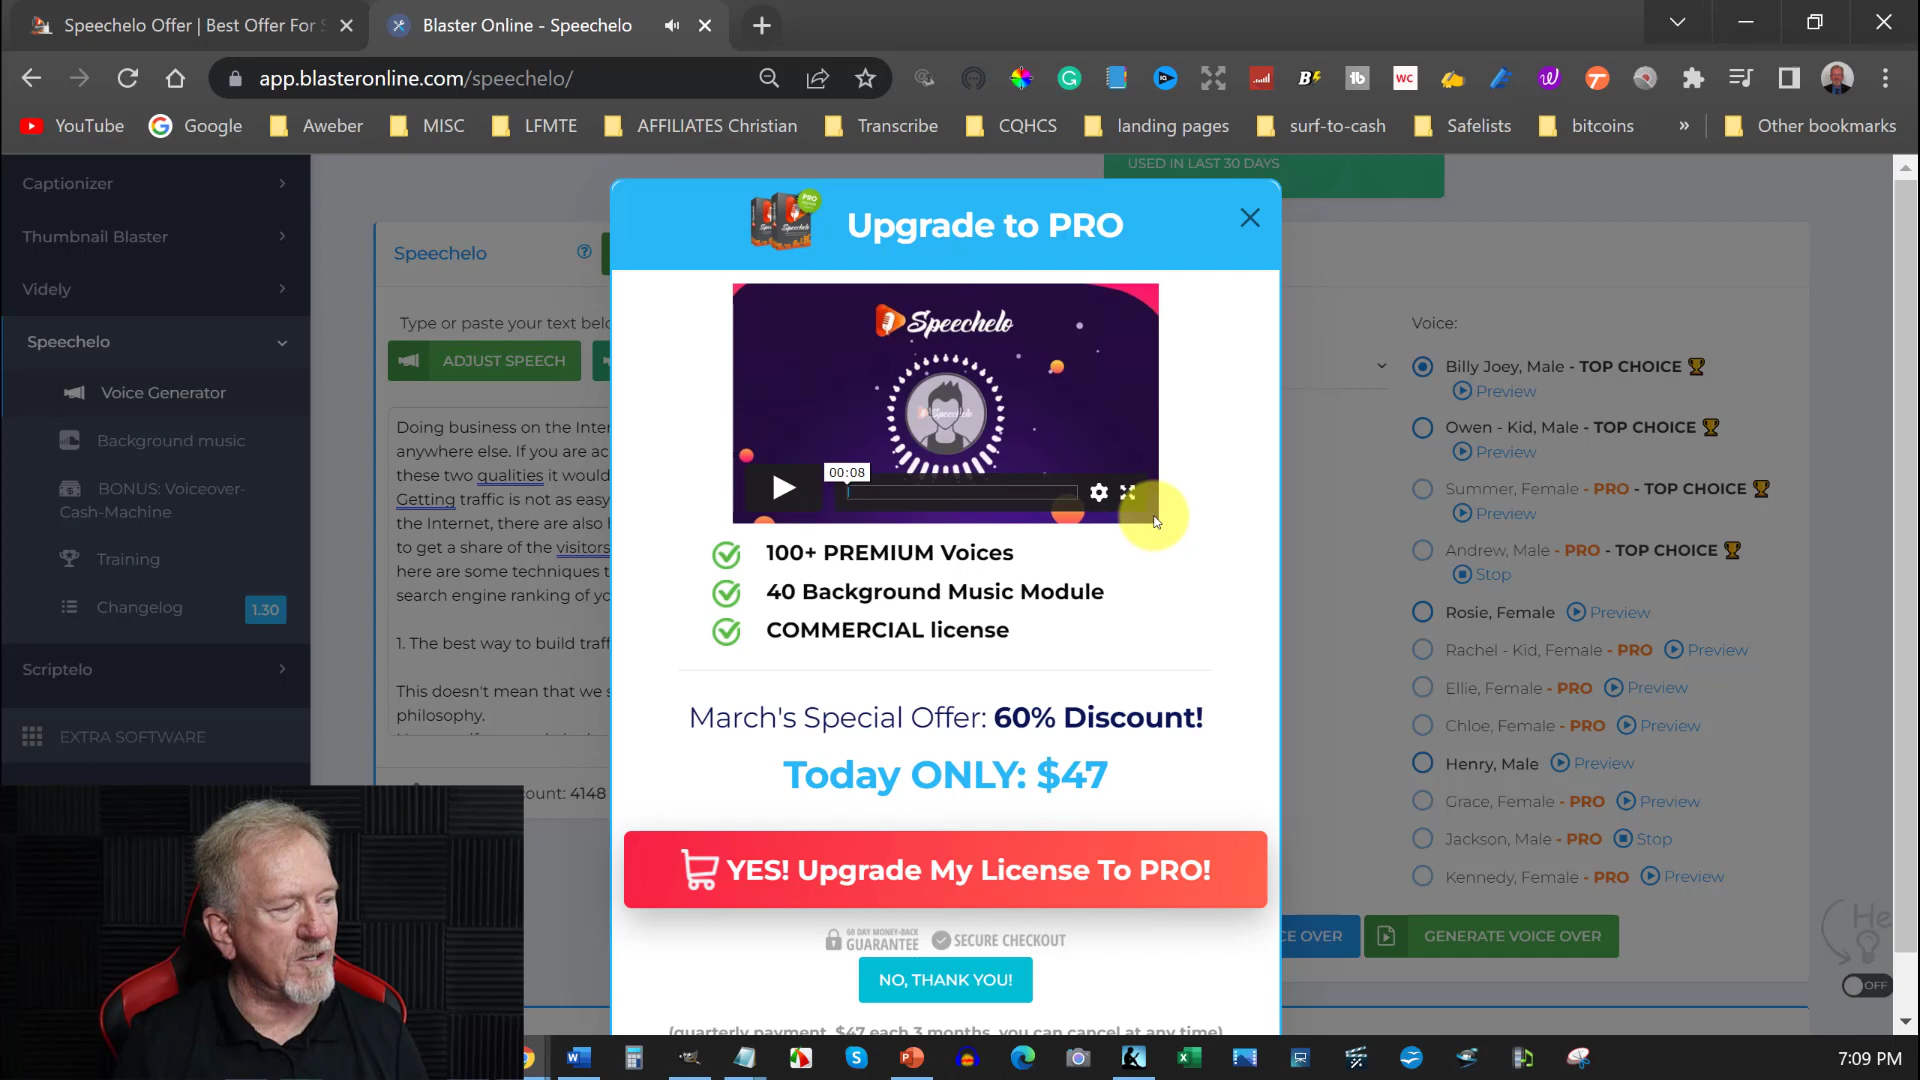 Speechelo Offer | Best Offer For S
Blaster Online - Speechelo
app.blasteronline.com/speechelo/
YouTube
Google
Aweber
MISC
LFMTE
AFFILIATES Christian
Transcribe
CQHCS
landing pages
surf-to-cash
Safelists
bitcoins
»
Other bookmarks
Captionizer
Thumbnail Blaster
Videly
Speechelo
Voice Generator
Background music
BONUS: Voiceover-
Cash-Machine
Training
Changelog
1.30
Scriptelo
EXTRA SOFTWARE
USED IN LAST 30 DAYS
Speechelo
Type or paste your text belo
ADJUST SPEECH
Doing business on the Inter
anywhere else. If you are ac
these two qualities it would
Getting traffic is not as easy
the Internet, there are also
to get a share of the visitors
here are some techniques t
search engine ranking of yo
1. The best way to build traff
This doesn't mean that we s
philosophy.
ount: 4148
PRO
Upgrade to PRO
Speechelo
00:08
100+ PREMIUM Voices
40 Background Music Module
COMMERCIAL license
March's Special Offer: 60% Discount!
Today ONLY: $47
YES! Upgrade My License To PRO!
60 DAY MONEY-BACK
GUARANTEE
SECURE CHECKOUT
NO, THANK YOU!
(quarterly payment, $47 each 3 months, you can cancel at any time)
Voice:
Billy Joey, Male - TOP CHOICE
Preview
Owen - Kid, Male - TOP CHOICE
Preview
Summer, Female - PRO - TOP CHOICE
Preview
Andrew, Male - PRO - TOP CHOICE
Stop
Rosie, Female Preview
Rachel - Kid, Female - PRO Preview
Ellie, Female - PRO Preview
Chloe, Female - PRO Preview
Henry, Male Preview
Grace, Female - PRO Preview
Jackson, Male - PRO Stop
Kennedy, Female - PRO Preview
CE OVER
GENERATE VOICE OVER
He
OFF
7:09 PM